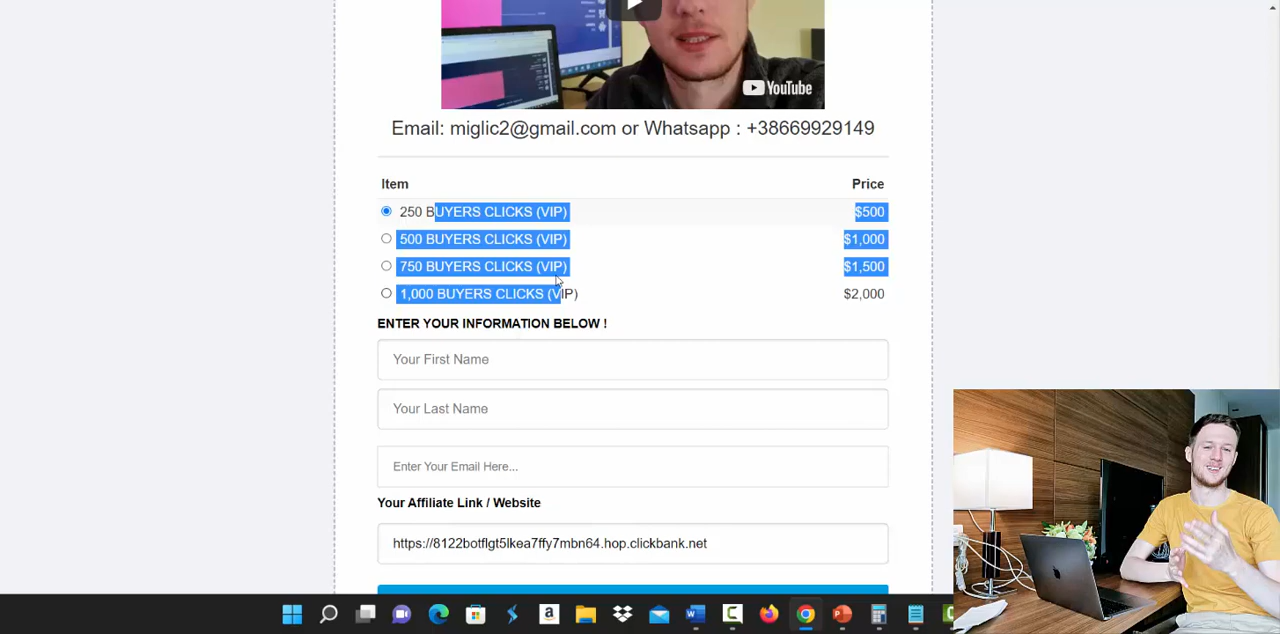 YouTube
Email: miglic2@gmail.com or Whatsapp : +38669929149
Item Price
250 BUYERS CLICKS (VIP) $500
500 BUYERS CLICKS (VIP) $1,000
750 BUYERS CLICKS (VIP) $1,500
1,000 BUYERS CLICKS (VIP) $2,000
ENTER YOUR INFORMATION BELOW !
Your First Name
Your Last Name
Enter Your Email Here...
Your Affiliate Link / Website
https://8122botflgt5lkea7ffy7mbn64.hop.clickbank.net